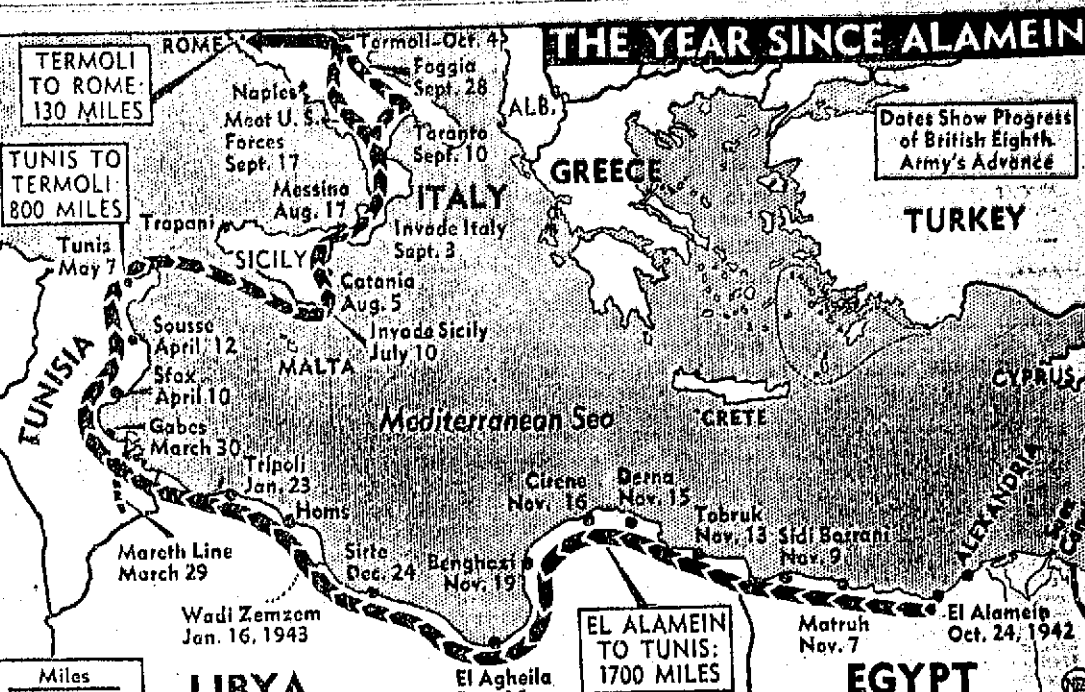 THE YEAR SINCE ALAMEIN
Dates Show Progress
of British Eighth
Army's Advance
TERMOLI
TO ROME:
130 MILES
ROME
Termoli-Oct. 4
Foggia
Sept. 28
Naples
Meet U. S.
Forces
Sept. 17
Taranto
Sept. 10
ALB.
GREECE
TURKEY
TUNIS TO
TERMOLI:
800 MILES
Messina
Aug. 17
ITALY
Invade Italy
Sept. 3
Trapani
SICILY
Tunis
May 7
Catania
Aug. 5
Invade Sicily
July 10
MALTA
Sousse
April 12
Sfax
April 10
TUNISIA
Gabes
March 30
Mediterranean Sea
CRETE
CYPRUS
ALEXANDRIA
Tripoli
Jan. 23
Homs
Cirene
Nov. 16
Derna
Nov. 15
Tobruk
Nov. 13
Sidi Barrani
Nov. 9
Mareth Line
March 29
Sirte
Dec. 24
Benghazi
Nov. 19
Wadi Zemzem
Jan. 16, 1943
EL ALAMEIN
TO TUNIS:
1700 MILES
Matruh
Nov. 7
El Alamein
Oct. 24, 1942
Miles
LIBYA
El Agheila
EGYPT